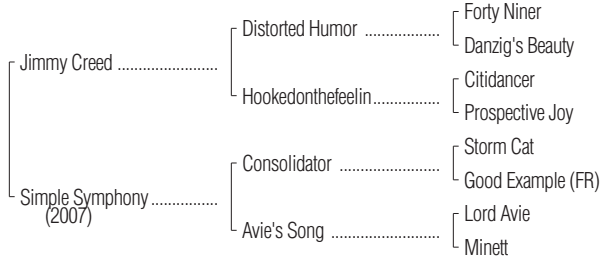 Forty Niner
Distorted Humor ..................
Danzig's Beauty
Jimmy Creed ........................
Citidancer
Hookedonthefeelin................
Prospective Joy
Storm Cat
Consolidator ........................
Good Example (FR)
Simple Symphony................
(2007)
Lord Avie
Avie's Song ..........................
Minett